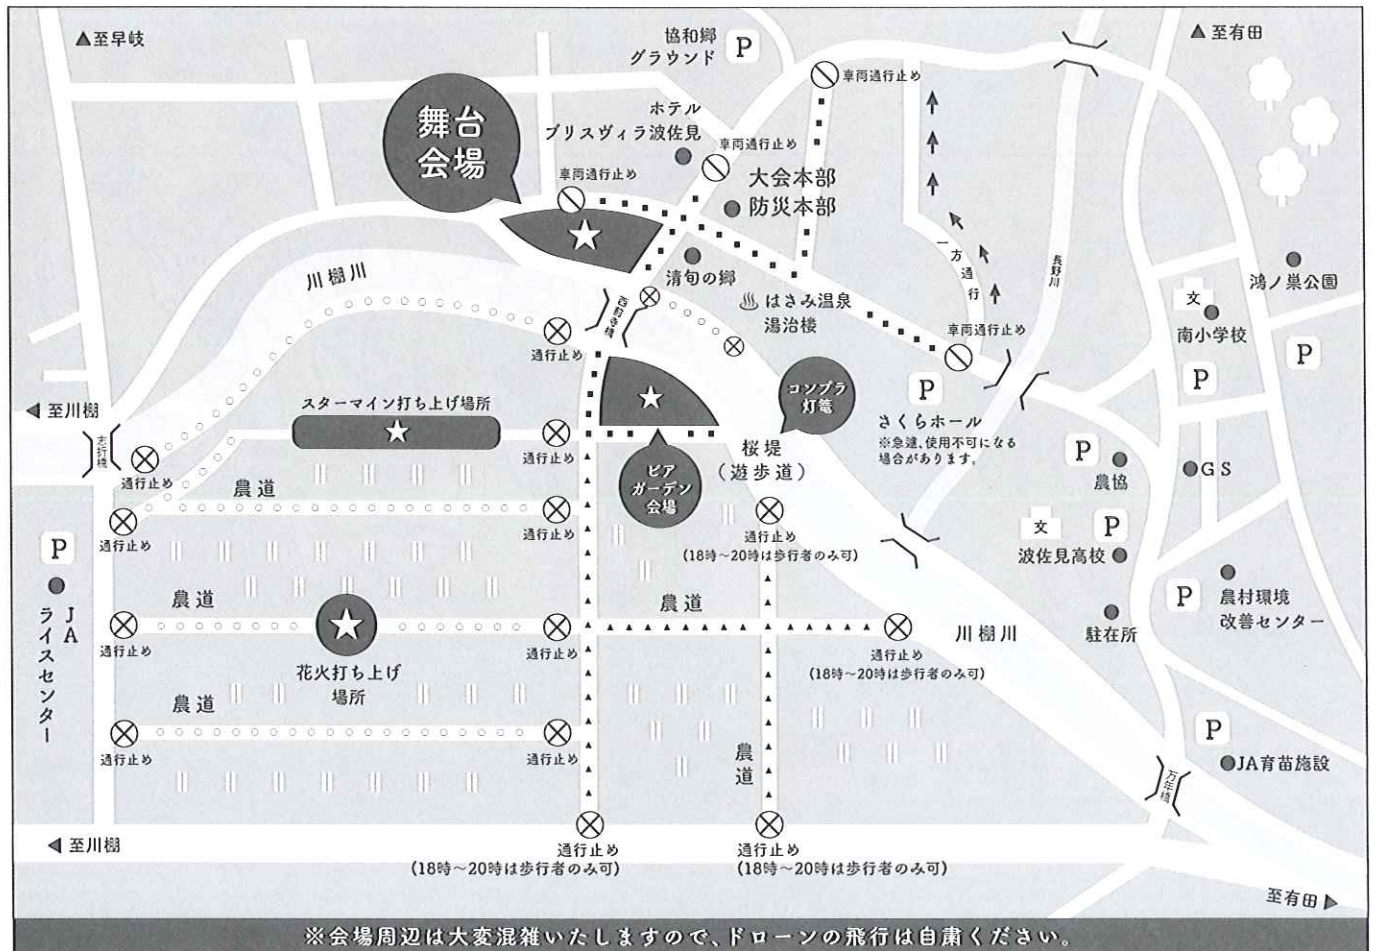 ▲至早岐
協和郷
グラウンド
P
▲至有田
車両通行止め
舞台
会場
ホテル
ブリスヴィラ波佐見
車両通行止め
車両通行止め
大会本部
防災本部
川棚川
清旬の郷
はさみ温泉
湯治楼
一方通行
長野川
鴻ノ巣公園
文
南小学校
P
P
車両通行止め
通行止め
コンプラ
灯篭
P
さくらホール
※急遽、使用不可になる
場合があります。
◀至川棚
スターマイン打ち上げ場所
志折橋
通行止め
通行止め
ビア
ガーデン
会場
桜堤
(遊歩道)
P
農協
GS
農道
通行止め
通行止め
通行止め
(18時～20時は歩行者のみ可)
文
P
波佐見高校
P
JA
ライスセンター
農道
農道
通行止め
通行止め
通行止め
(18時～20時は歩行者のみ可)
川棚川
駐在所
P
農村環境
改善センター
花火打ち上げ
場所
農道
通行止め
通行止め
農道
P
JA育苗施設
万年橋
◀至川棚
通行止め
(18時～20時は歩行者のみ可)
通行止め
(18時～20時は歩行者のみ可)
至有田▶
※会場周辺は大変混雑いたしますので、ドローンの飛行は自粛ください。